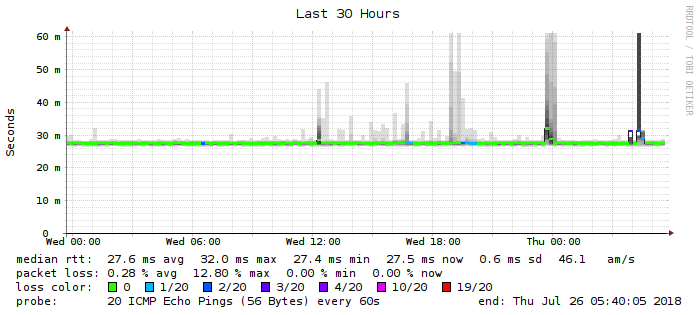 Last 30 Hours
RRDTOOL / TOBI OETIKER
Seconds
60 m
50 m
40 m
30 m
20 m
10 m
0
Wed 00:00 Wed 06:00 Wed 12:00 Wed 18:00 Thu 00:00
median rtt: 27.6 ms avg 32.0 ms max 27.4 ms min 27.5 ms now 0.6 ms sd 46.1 am/s
packet loss: 0.28 % avg 12.80 % max 0.00 % min 0.00 % now
loss color: 0 1/20 2/20 3/20 4/20 10/20 19/20
probe: 20 ICMP Echo Pings (56 Bytes) every 60s end: Thu Jul 26 05:40:05 2018